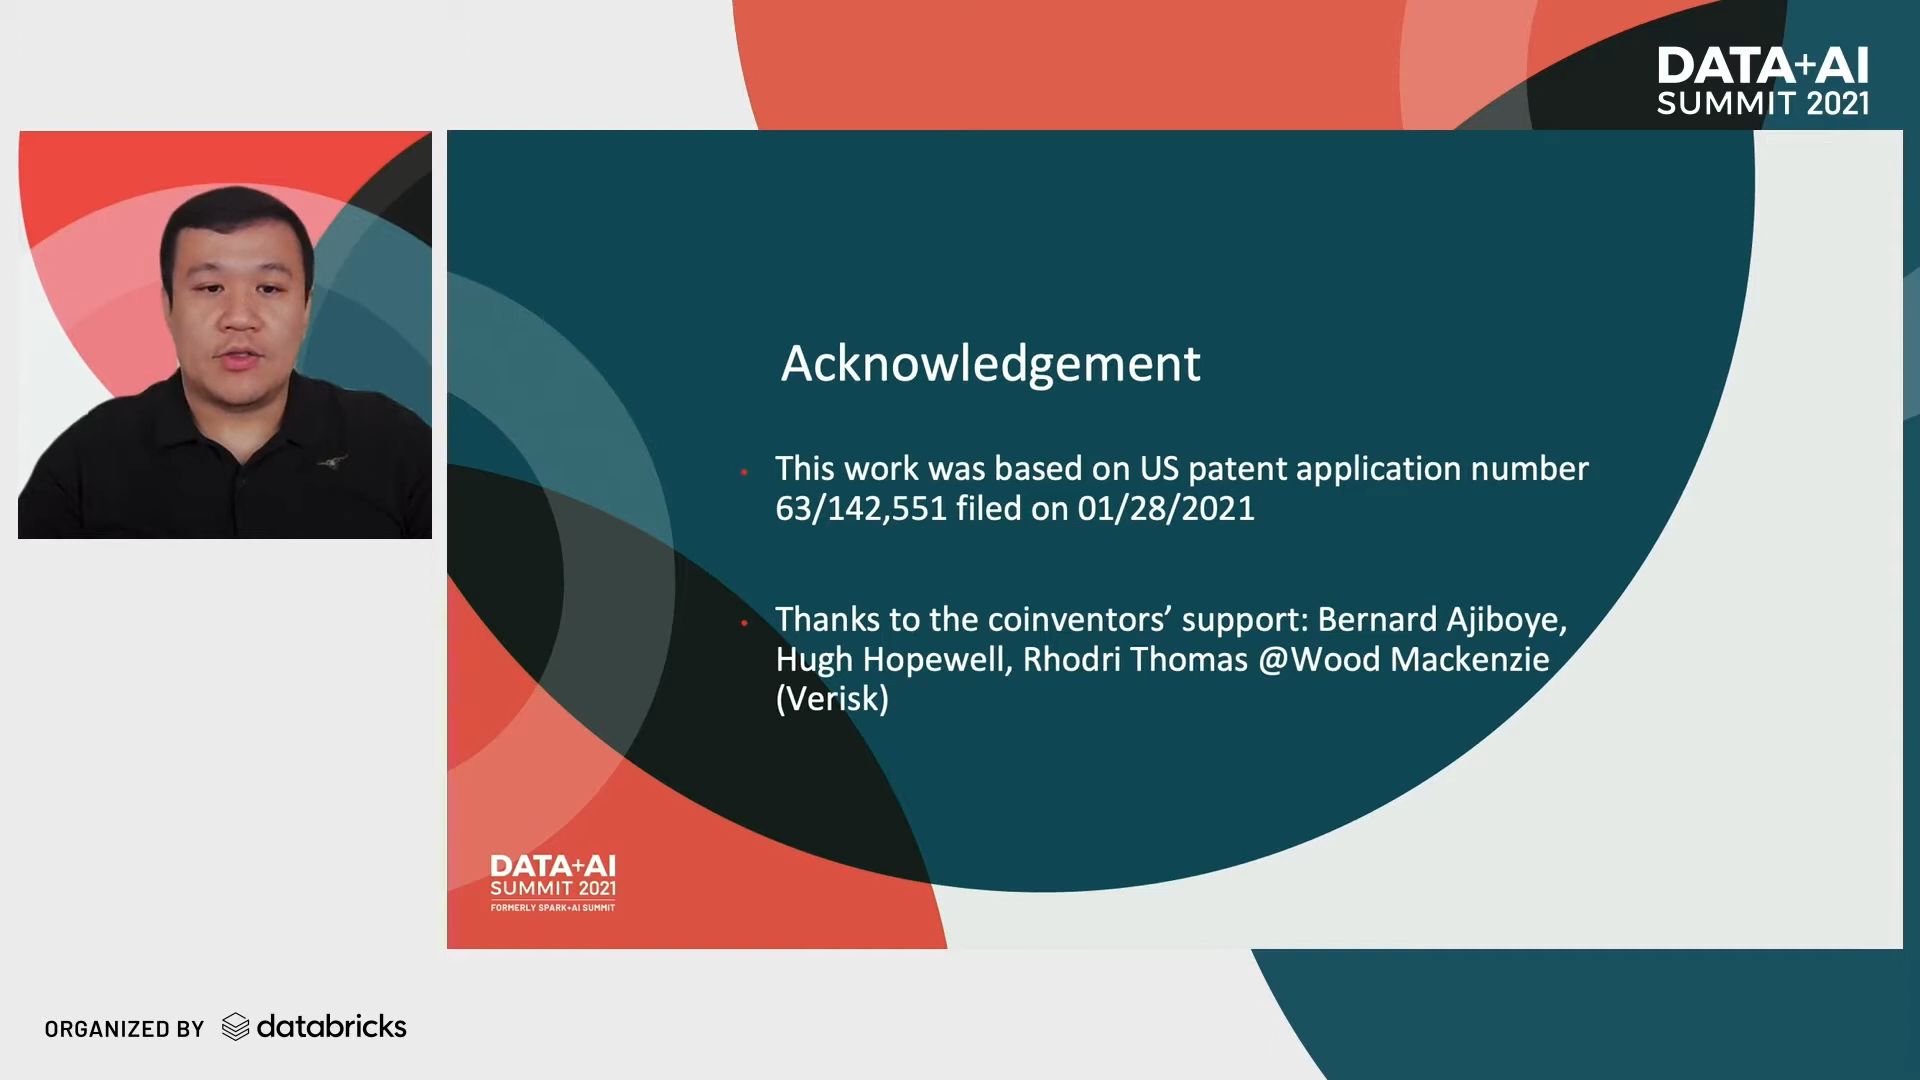 DATA+AI
SUMMIT 2021
Acknowledgement
• This work was based on US patent application number
63/142,551 filed on 01/28/2021
• Thanks to the coinventors’ support: Bernard Ajiboye,
Hugh Hopewell, Rhodri Thomas @Wood Mackenzie
(Verisk)
DATA+AI
SUMMIT 2021
FORMERLY SPARK+AI SUMMIT
ORGANIZED BY databricks